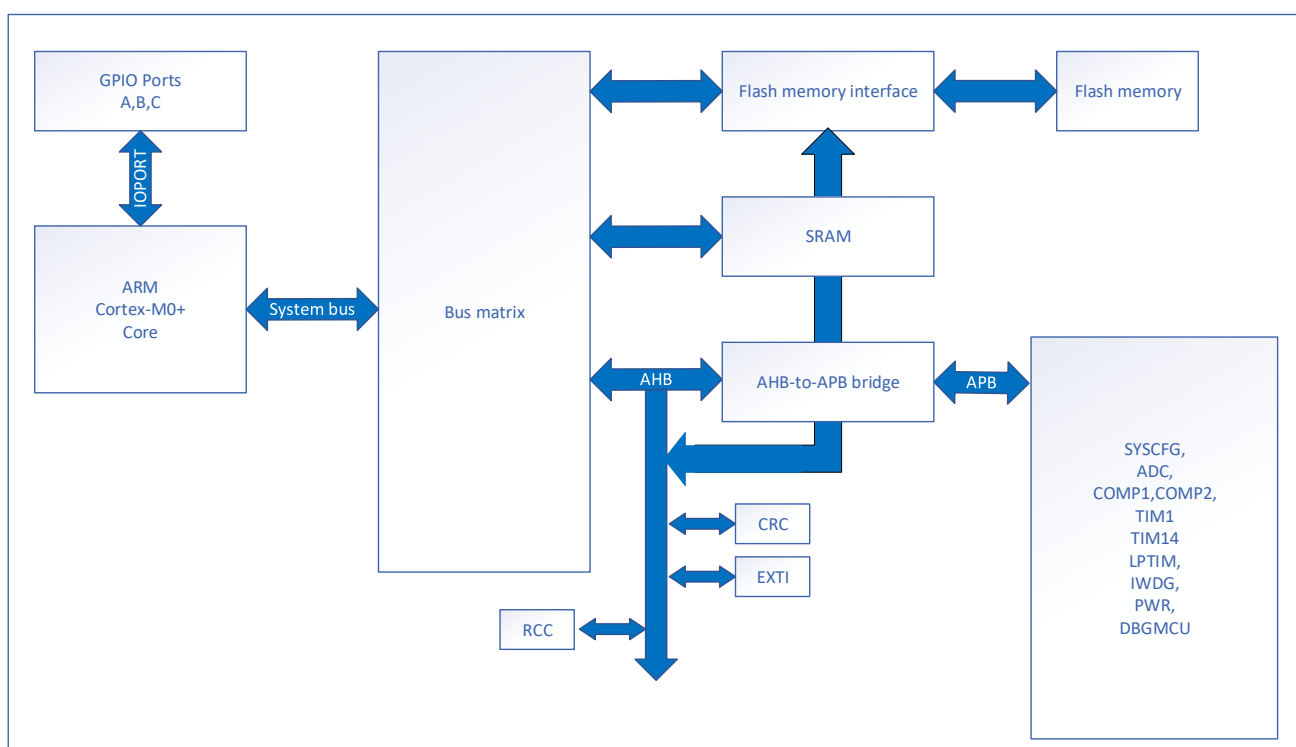 GPIO Ports
A,B,C
IOPORT
ARM
Cortex-M0+
Core
System bus
Bus matrix
Flash memory interface
Flash memory
SRAM
AHB
AHB-to-APB bridge
APB
SYSCFG,
ADC,
COMP1,COMP2,
TIM1
TIM14
LPTIM,
IWDG,
PWR,
DBGMCU
CRC
EXTI
RCC